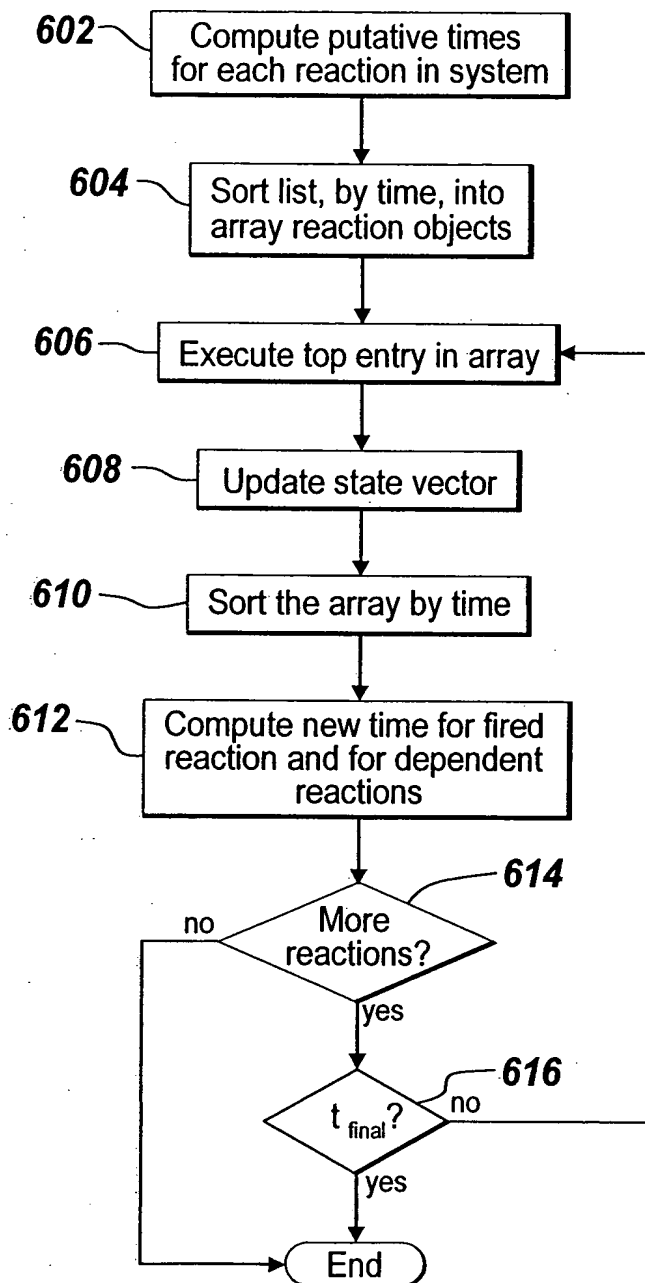 602
Compute putative times
for each reaction in system
604
Sort list, by time, into
array reaction objects
606
Execute top entry in array
608
Update state vector
610
Sort the array by time
612
Compute new time for fired
reaction and for dependent
reactions
614
no
More
reactions?
yes
616
t final?
no
yes
End